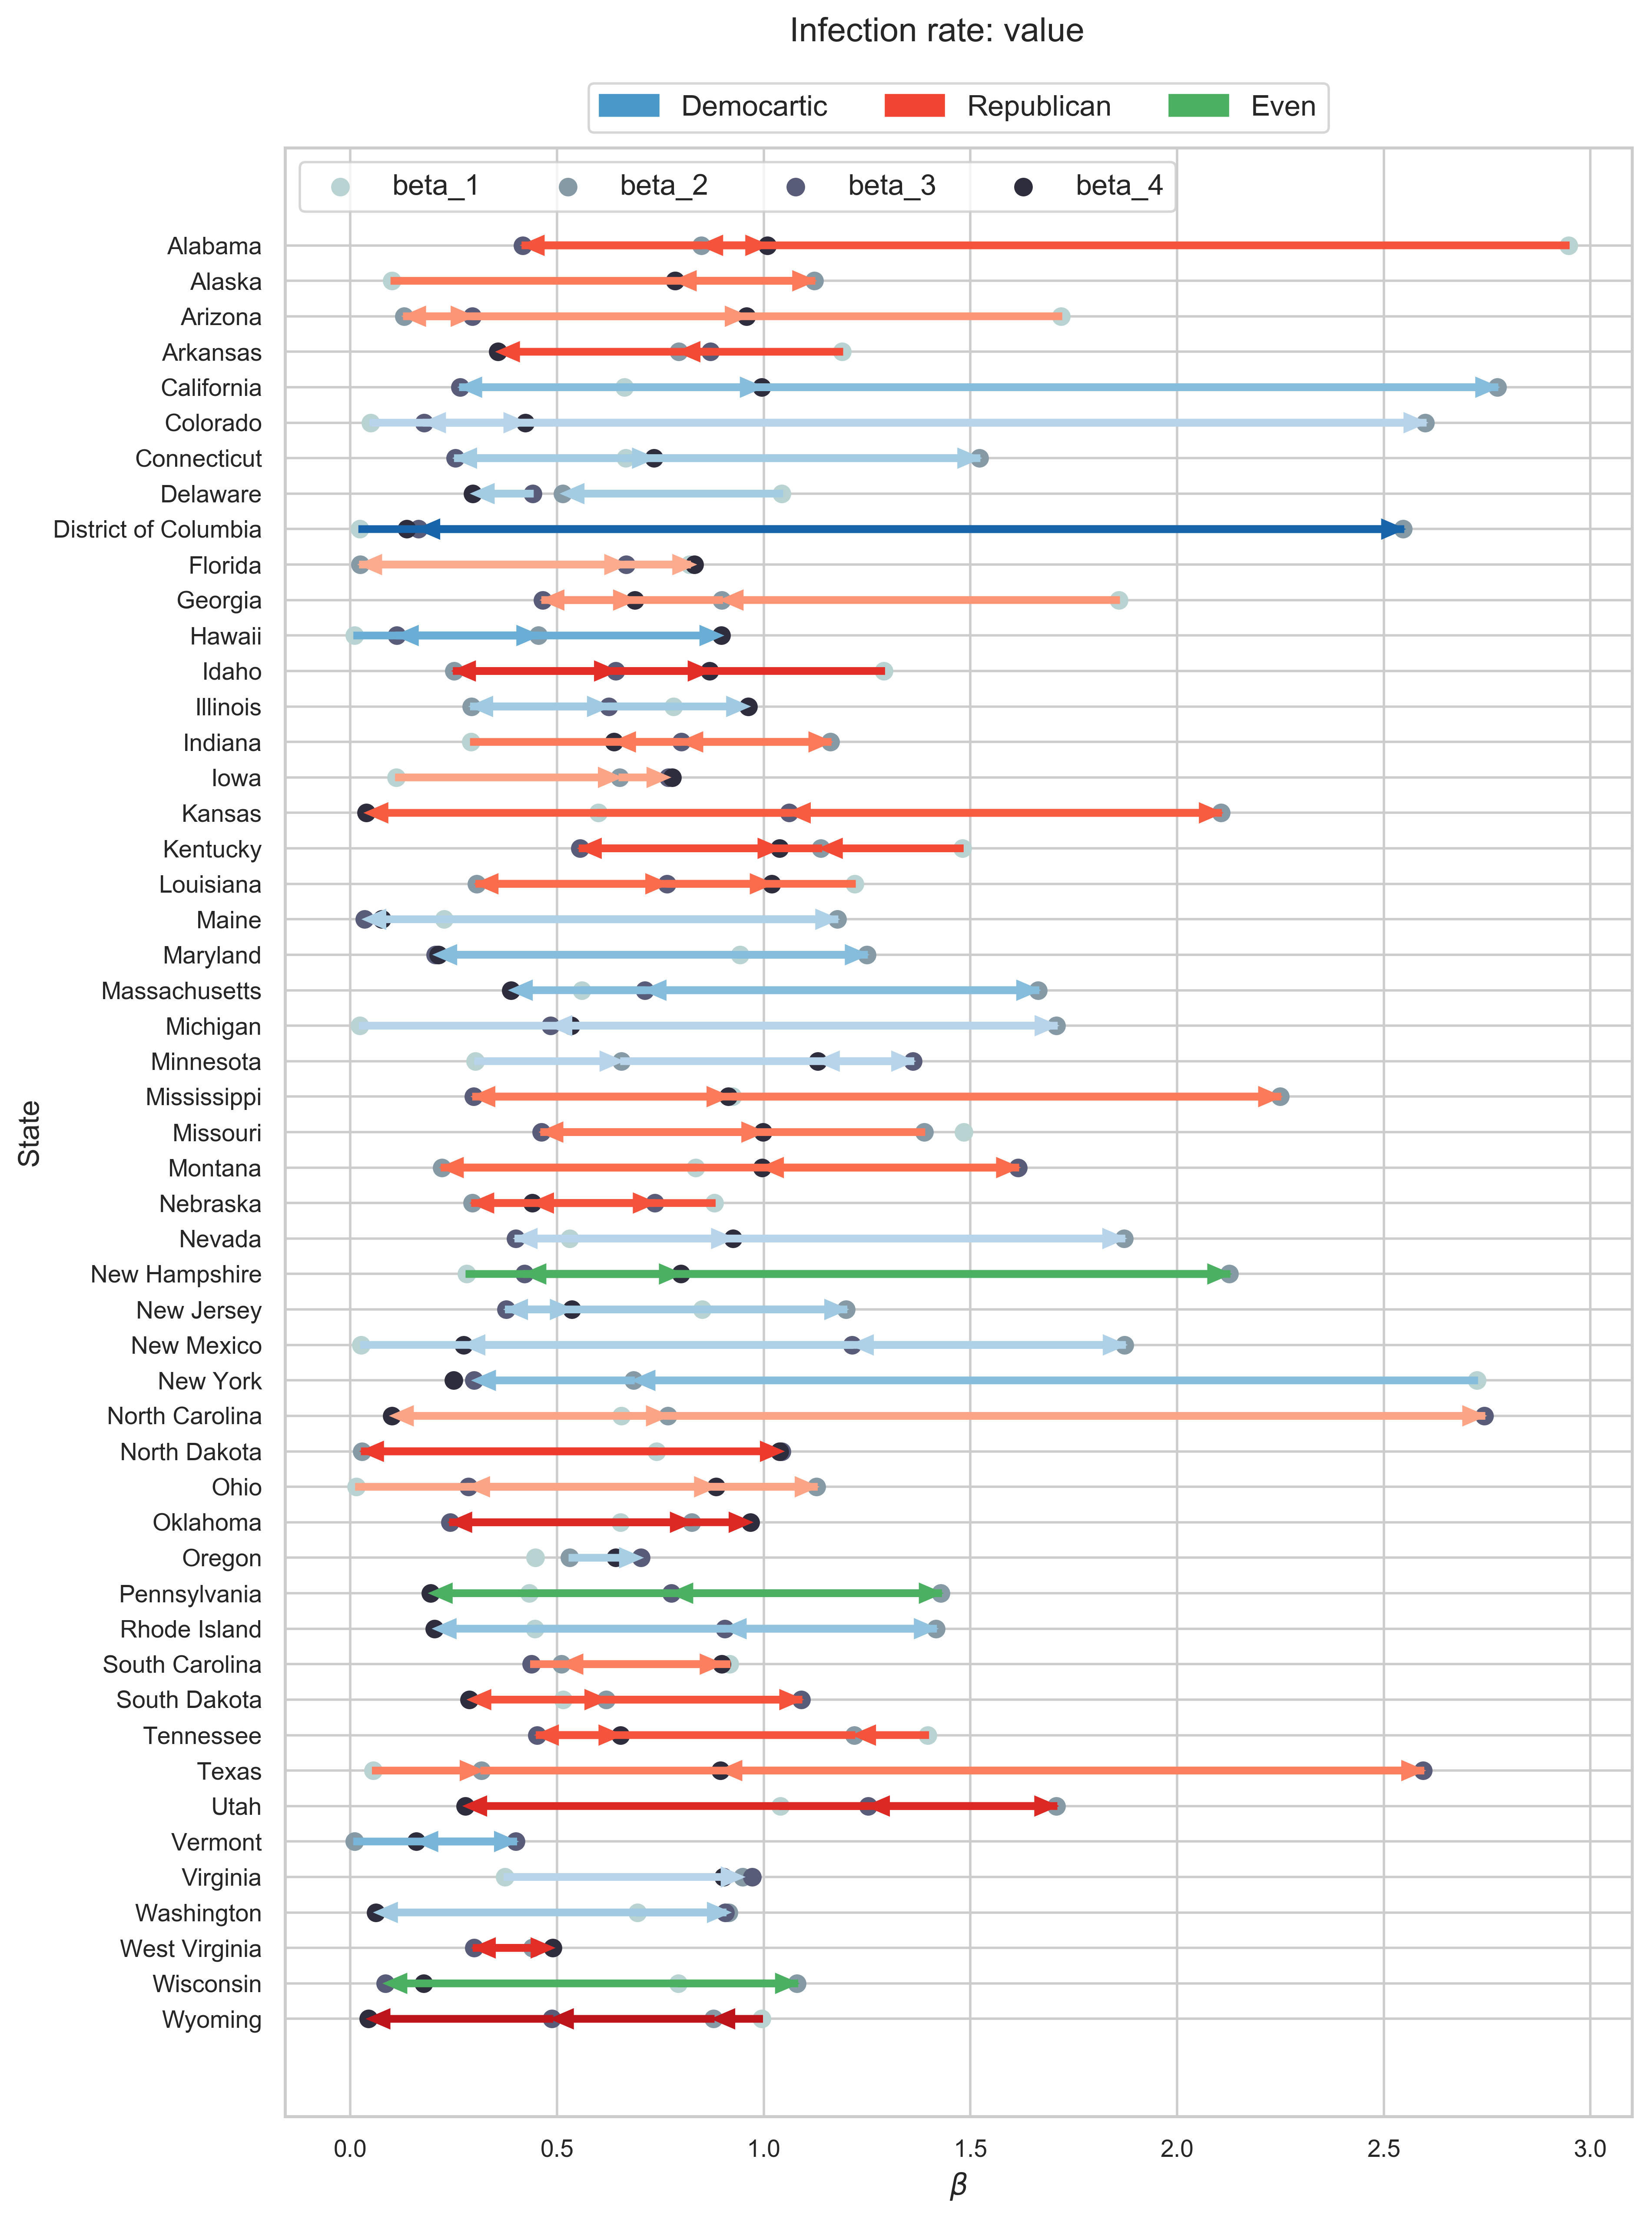 Infection rate: value
Democartic Republican Even
beta_1 beta_2 beta_3 beta_4
Alabama
Alaska
Arizona
Arkansas
California
Colorado
Connecticut
Delaware
District of Columbia
Florida
Georgia
Hawaii
Idaho
Illinois
Indiana
Iowa
Kansas
Kentucky
Louisiana
Maine
Maryland
Massachusetts
Michigan
Minnesota
Mississippi
Missouri
Montana
Nebraska
Nevada
New Hampshire
New Jersey
New Mexico
New York
North Carolina
North Dakota
Ohio
Oklahoma
Oregon
Pennsylvania
Rhode Island
South Carolina
South Dakota
Tennessee
Texas
Utah
Vermont
Virginia
Washington
West Virginia
Wisconsin
Wyoming
State
0.0 0.5 1.0 1.5 2.0 2.5 3.0
β